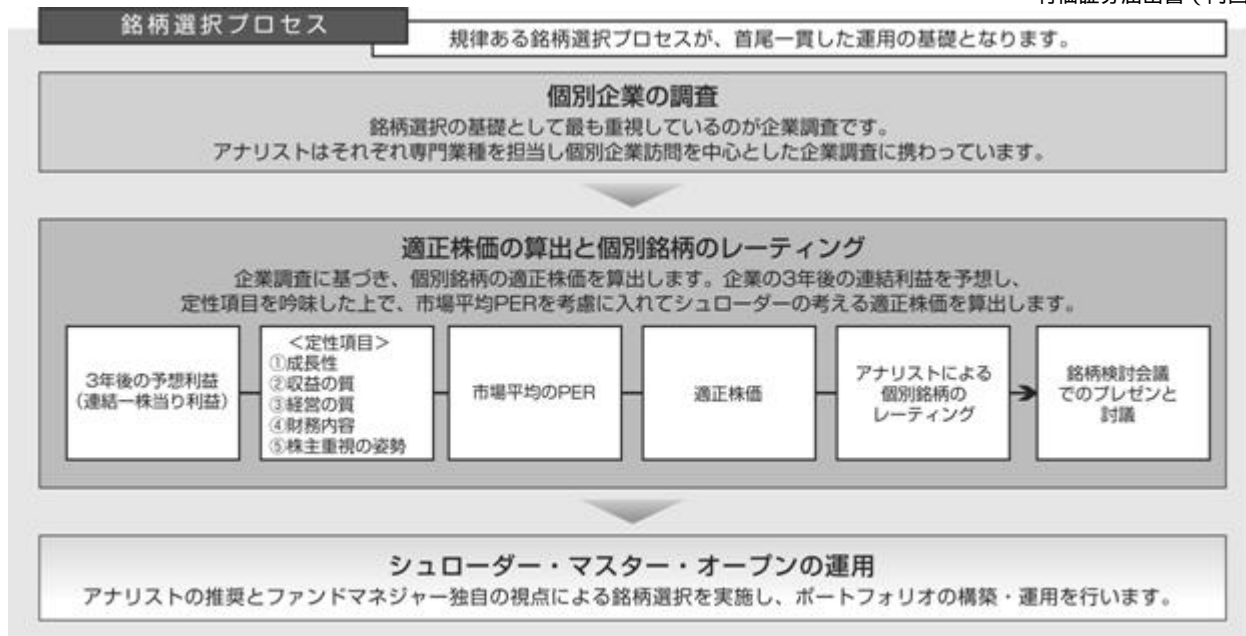 銘柄選択プロセス
規律ある銘柄選択プロセスが、首尾一貫した運用の基礎となります。
個別企業の調査
銘柄選択の基礎として最も重視しているのが企業調査です。
アナリストはそれぞれ専門業種を担当し個別企業訪問を中心とした企業調査に携わっています。
適正株価の算出と個別銘柄のレーティング
企業調査に基づき、個別銘柄の適正株価を算出します。企業の3年後の連結利益を予想し、
定性項目を吟味した上で、市場平均PERを考慮に入れてシュローダーの考える適正株価を算出します。
3年後の予想利益
（連結一株当り利益）
＜定性項目＞
①成長性
②収益の質
③経営の質
④財務内容
⑤株主重視の姿勢
市場平均のPER
適正株価
アナリストによる
個別銘柄の
レーティング
銘柄検討会議
でのプレゼンと
討議
シュローダー・マスター・オープンの運用
アナリストの推奨とファンドマネジャー独自の視点による銘柄選択を実施し、ポートフォリオの構築・運用を行います。